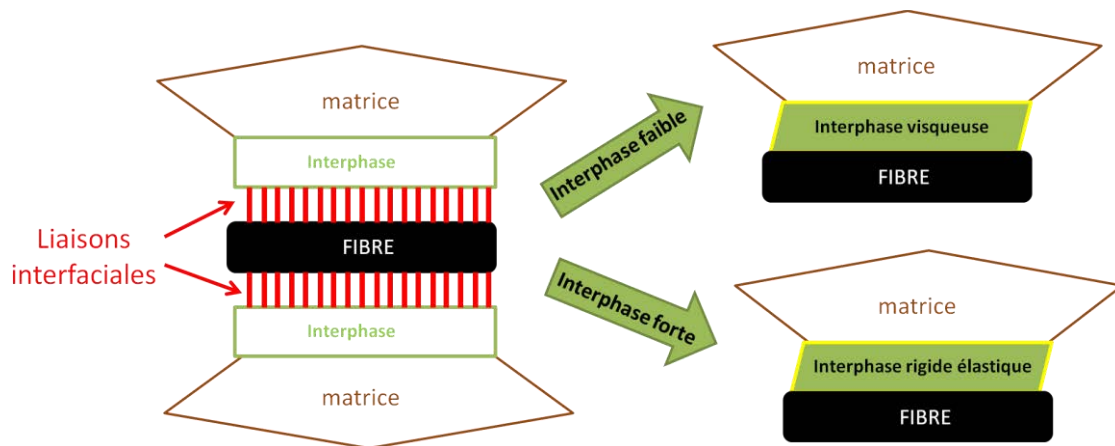 matrice
Interphase
Liaisons
interfaciales
FIBRE
Interphase
matrice
Interphase faible
Interphase forte
matrice
Interphase visqueuse
FIBRE
matrice
Interphase rigide élastique
FIBRE